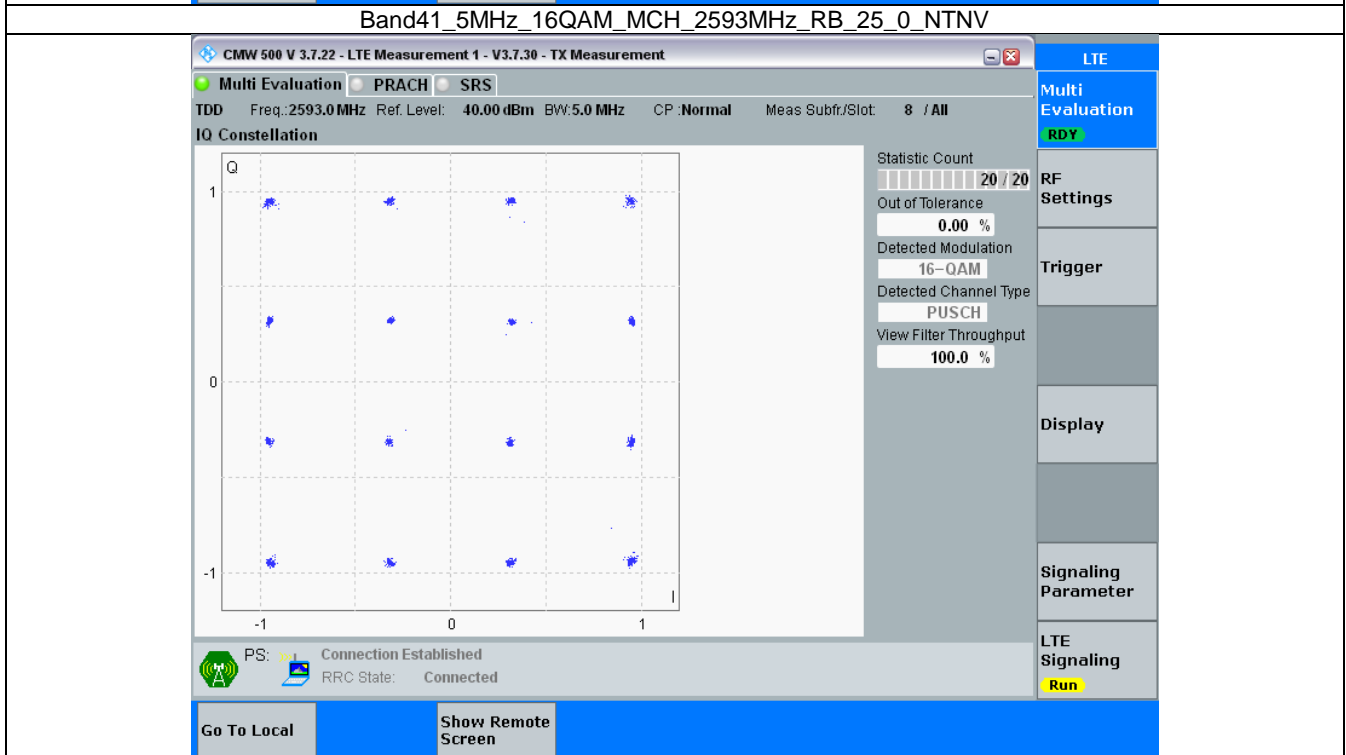 Band41_5MHz_16QAM_MCH_2593MHz_RB_25_0_NTNV
CMW 500 V 3.7.22 - LTE Measurement 1 - V3.7.30 - TX Measurement
LTE
Multi Evaluation PRACH SRS
Multi
Evaluation
RDY
TDD Freq.:2593.0 MHz Ref. Level: 40.00 dBm BW:5.0 MHz CP :Normal Meas Subfr./Slot: 8 / All
IQ Constellation
Q
1
0
-1
I
-1 0 1
Statistic Count
20 / 20
Out of Tolerance
0.00 %
Detected Modulation
16-QAM
Detected Channel Type
PUSCH
View Filter Throughput
100.0 %
RF
Settings
Trigger
Display
Signaling
Parameter
LTE
Signaling
Run
PS: Connection Established
RRC State: Connected
Go To Local
Show Remote
Screen